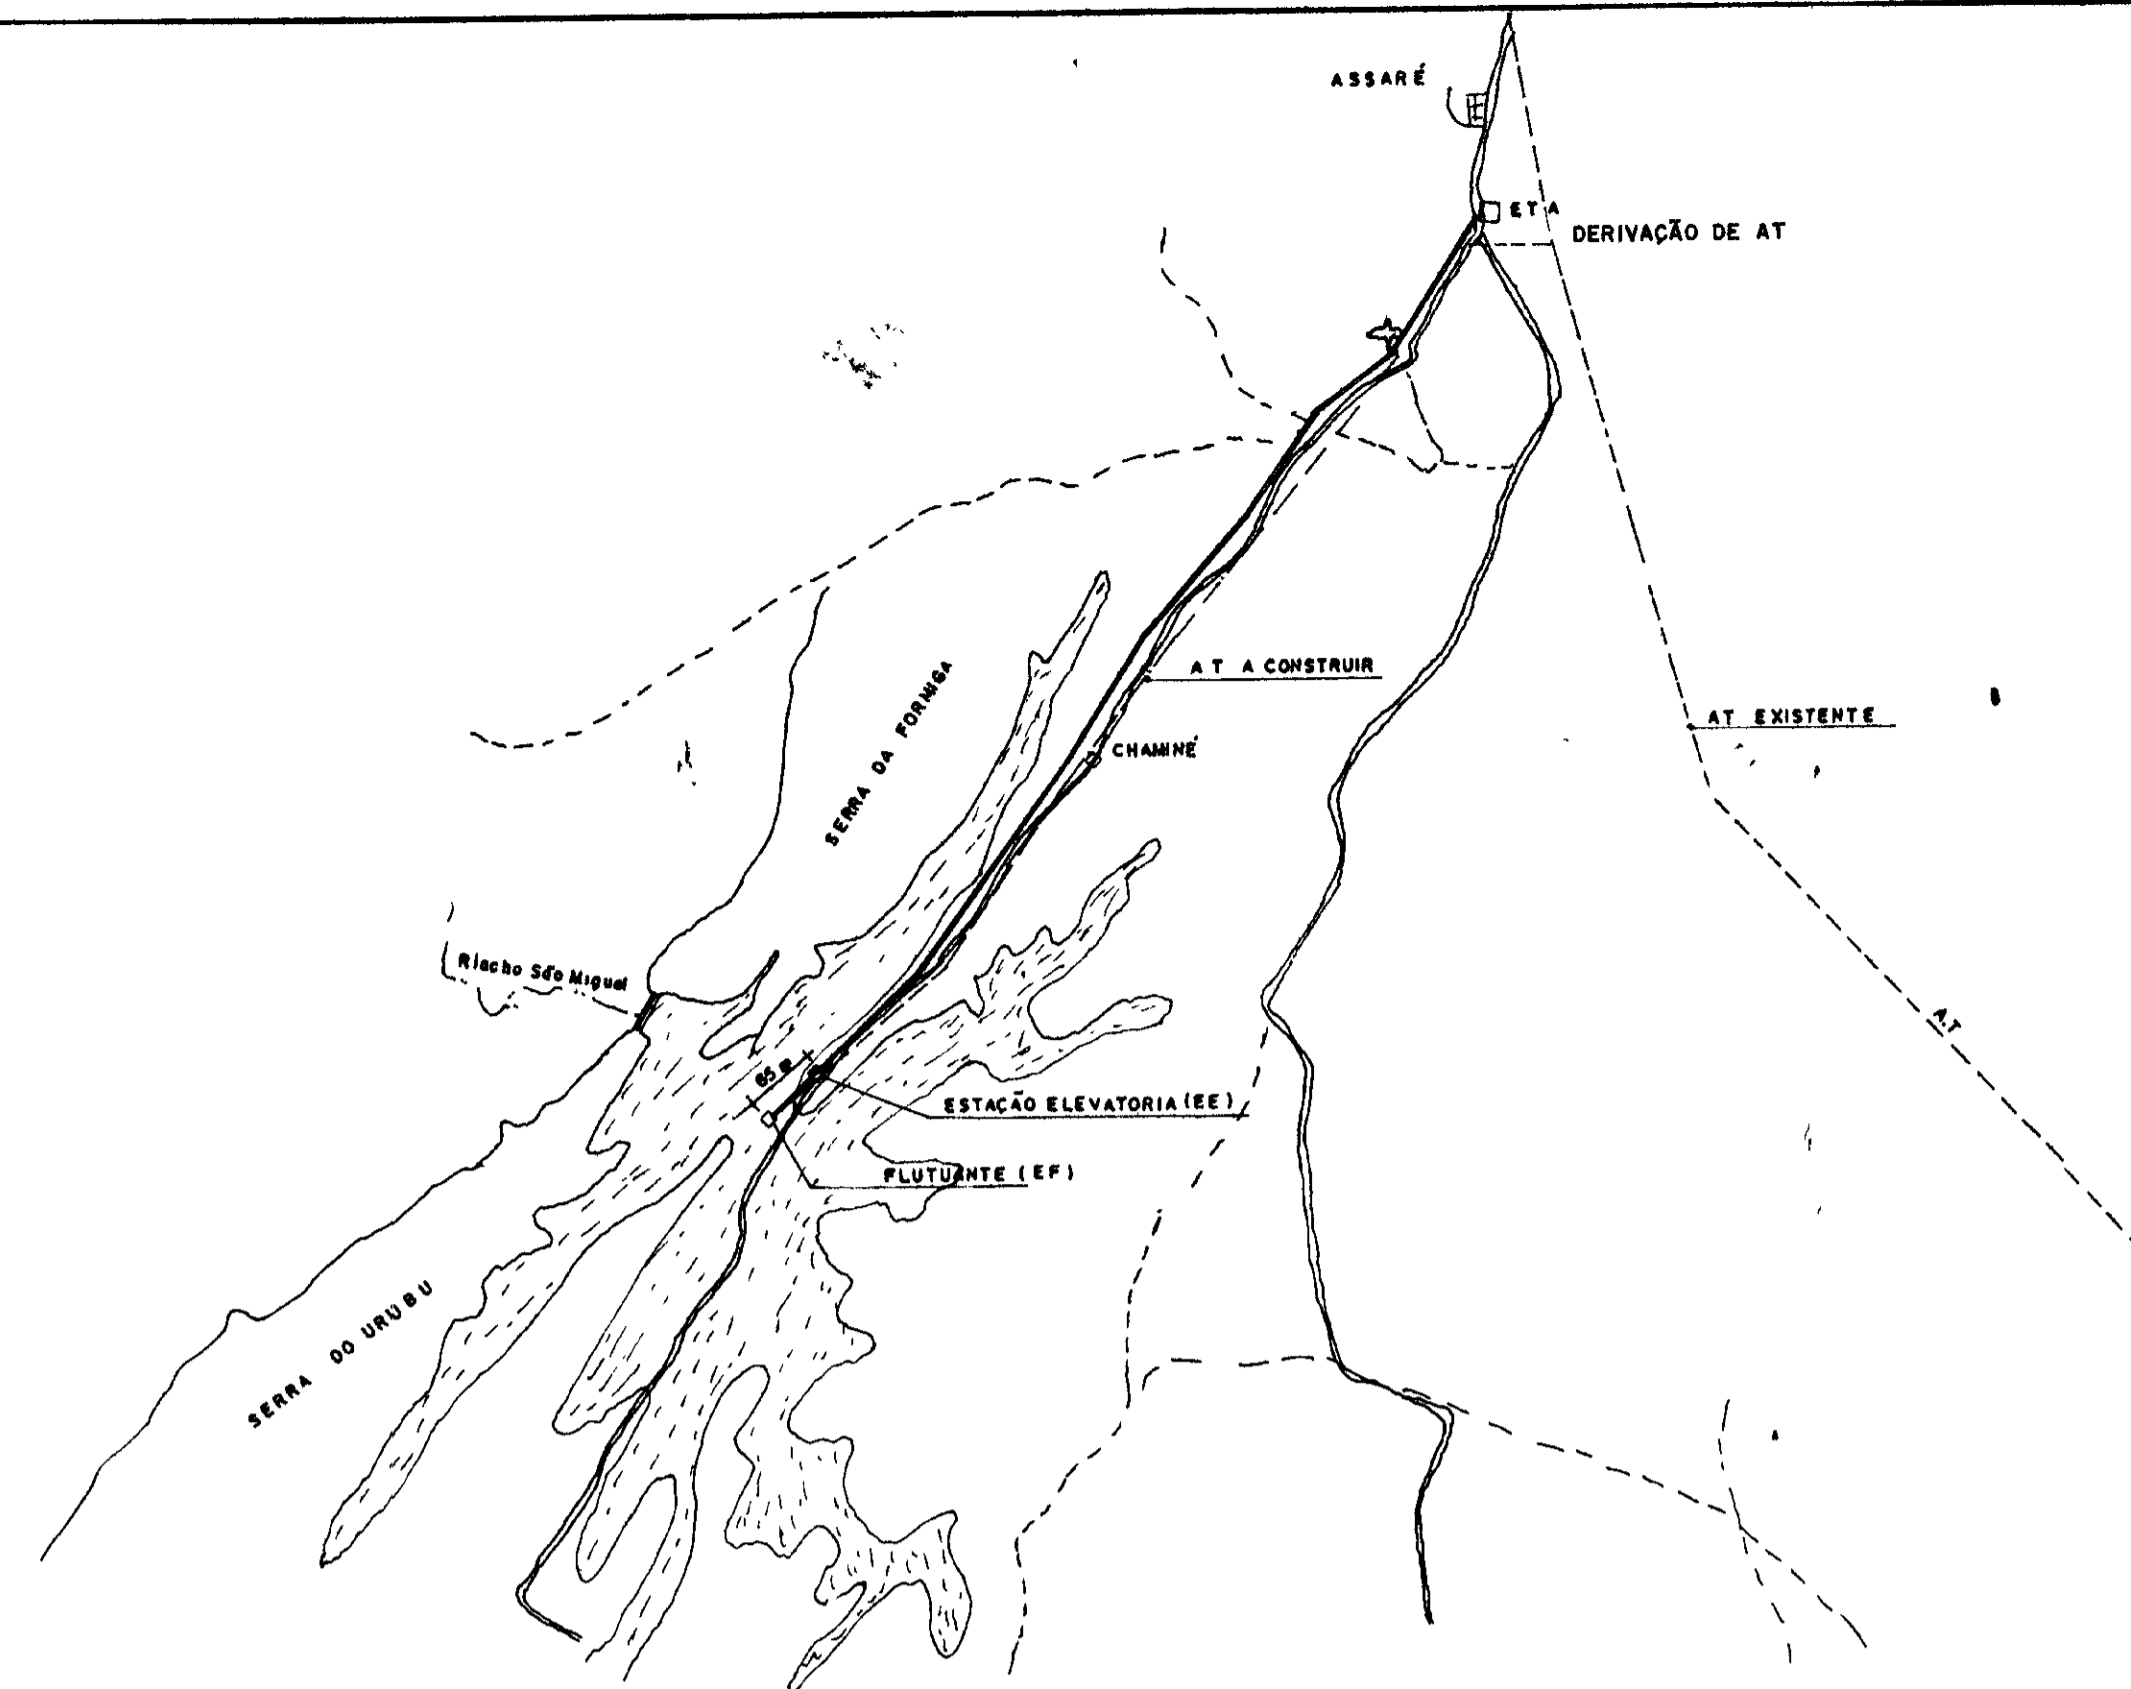 ASSARÉ
ETA
DERIVAÇÃO DE AT
SERRA DA FORMIGA
AT A CONSTRUIR
AT EXISTENTE
CHAMINÉ
Riacho São Miguel
A.T
65 m
ESTAÇÃO ELEVATORIA (EE)
FLUTUANTE (EF)
SERRA DO URUBU